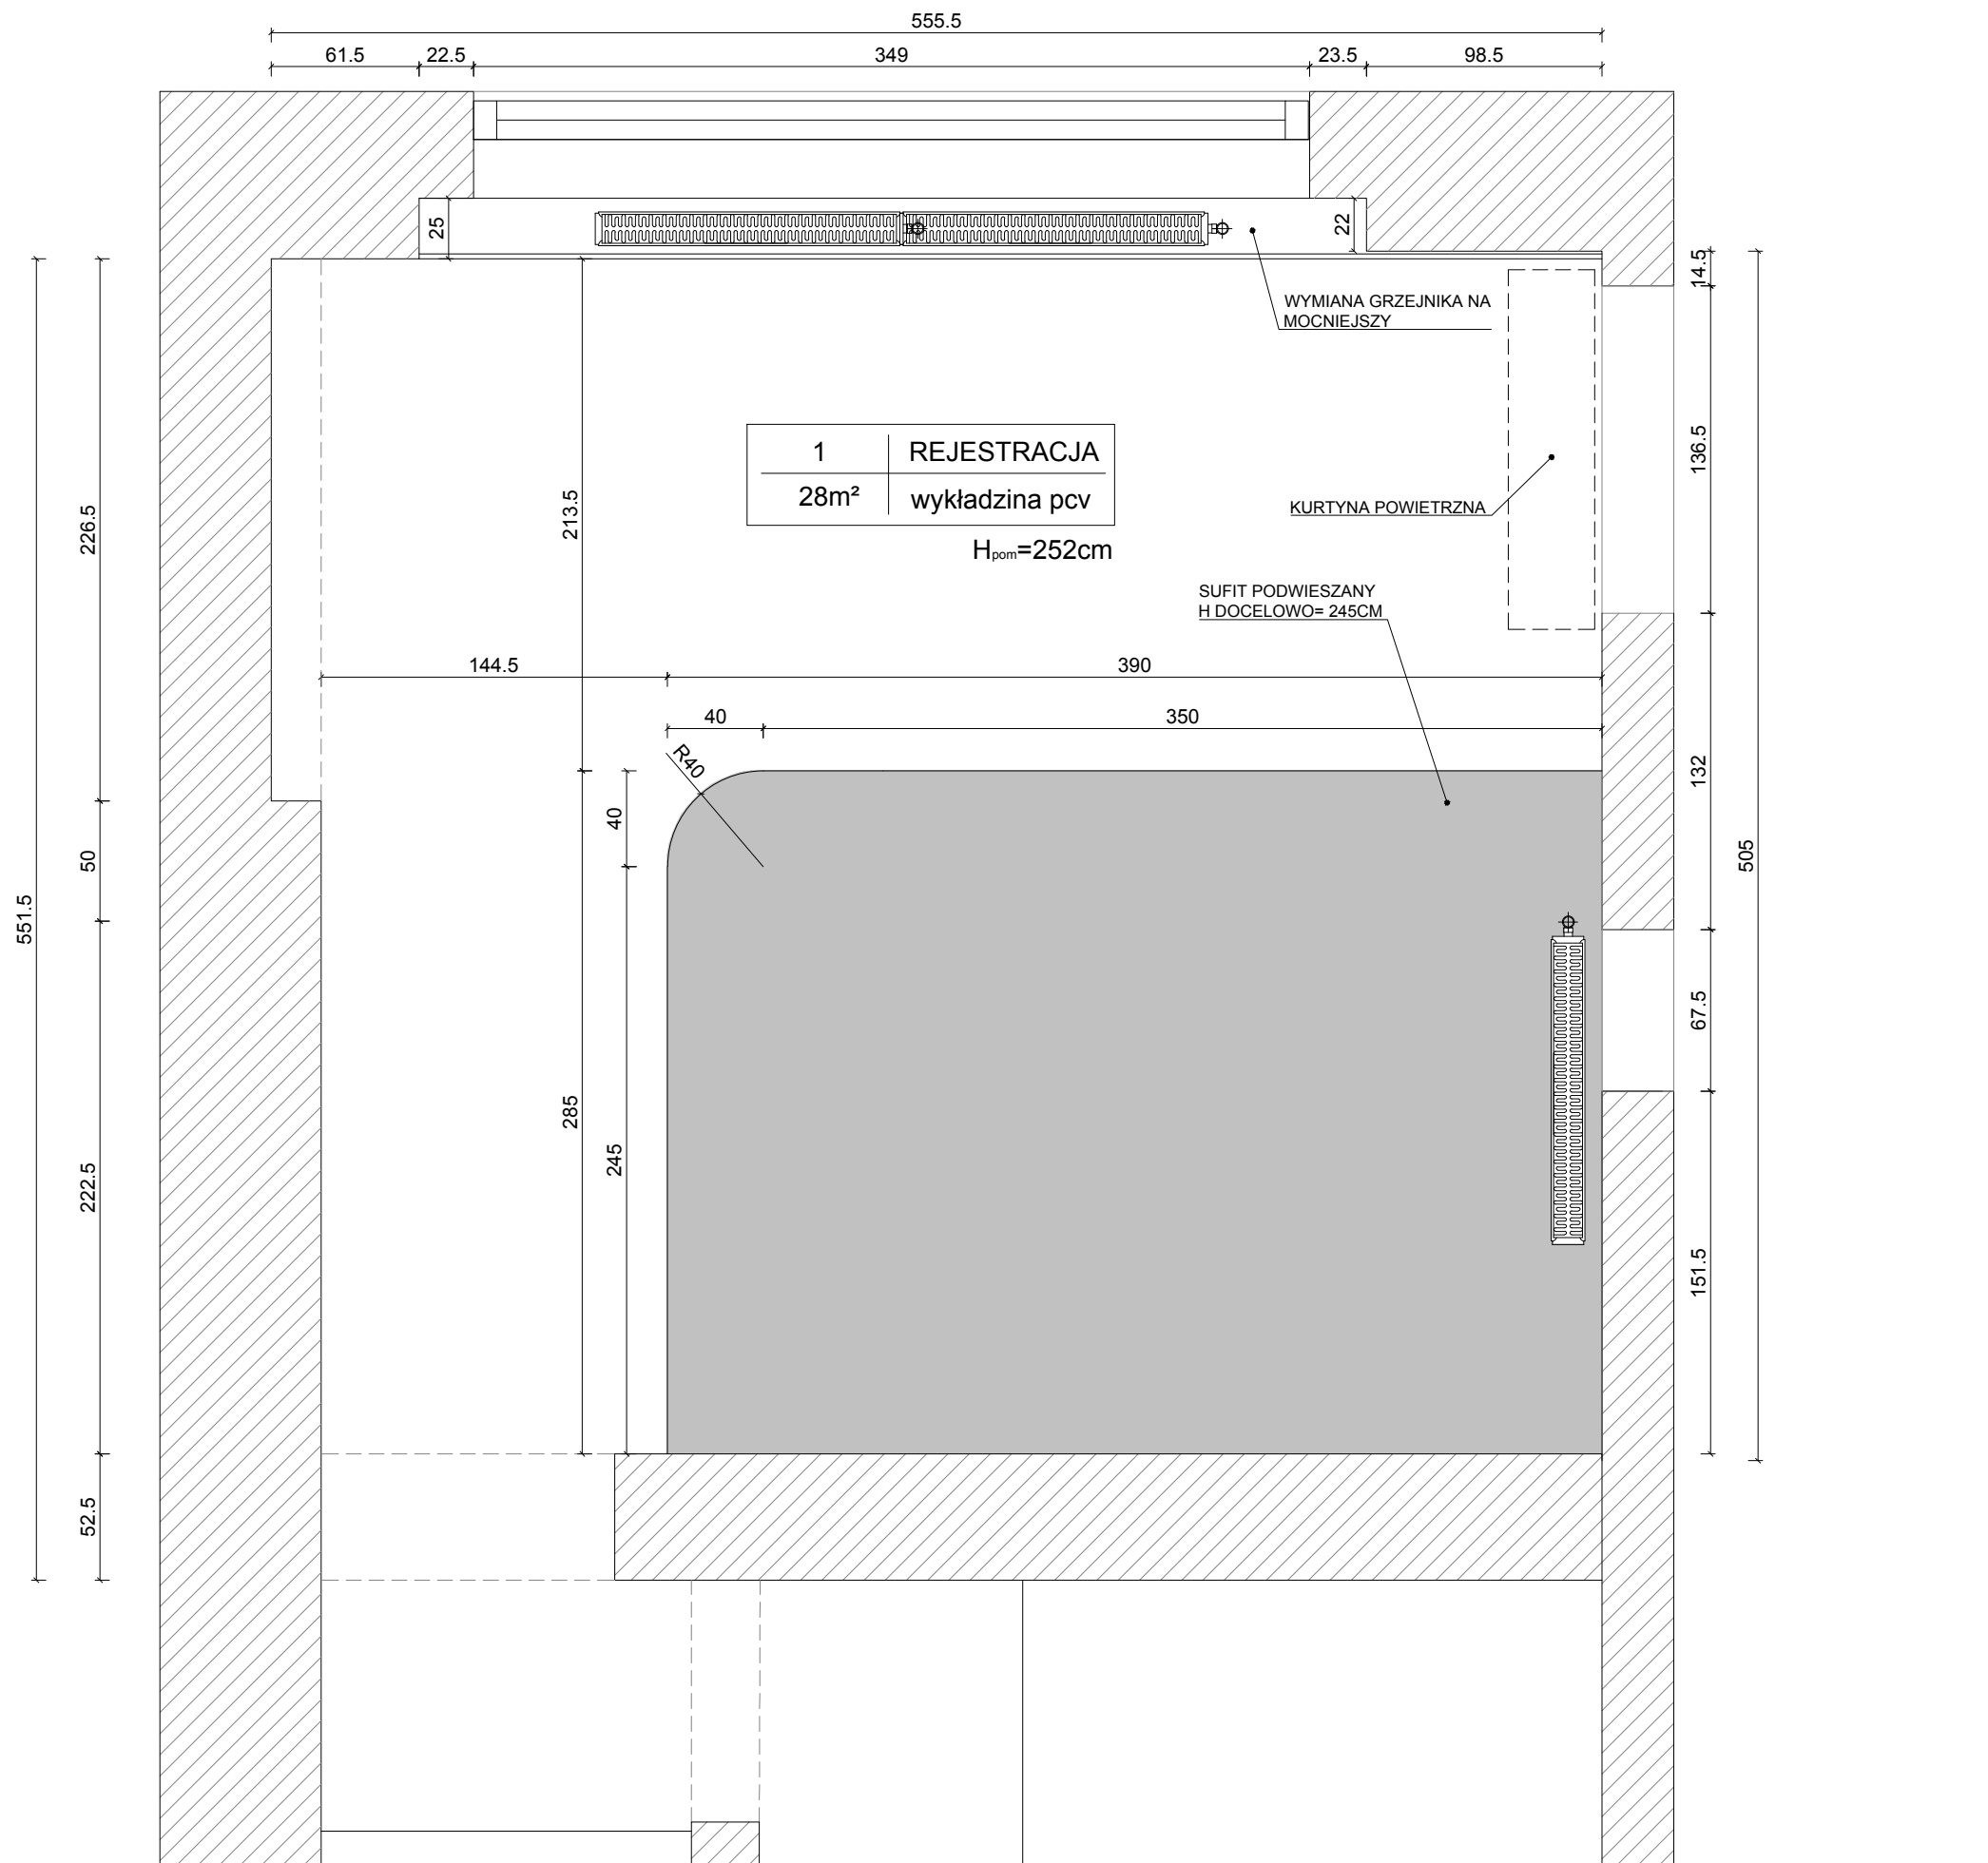 555.5
61.5 22.5 349 23.5 98.5
25
22
14.5
WYMIANA GRZEJNIKA NA
MOCNIEJSZY
1 REJESTRACJA
28m² wykładzina pcv
Hpom=252cm
136.5
KURTYNA POWIETRZNA
226.5
213.5
SUFIT PODWIESZANY
H DOCELOWO= 245CM
144.5 390
40 350
R40
132
40
50
505
551.5
67.5
285
245
222.5
151.5
52.5